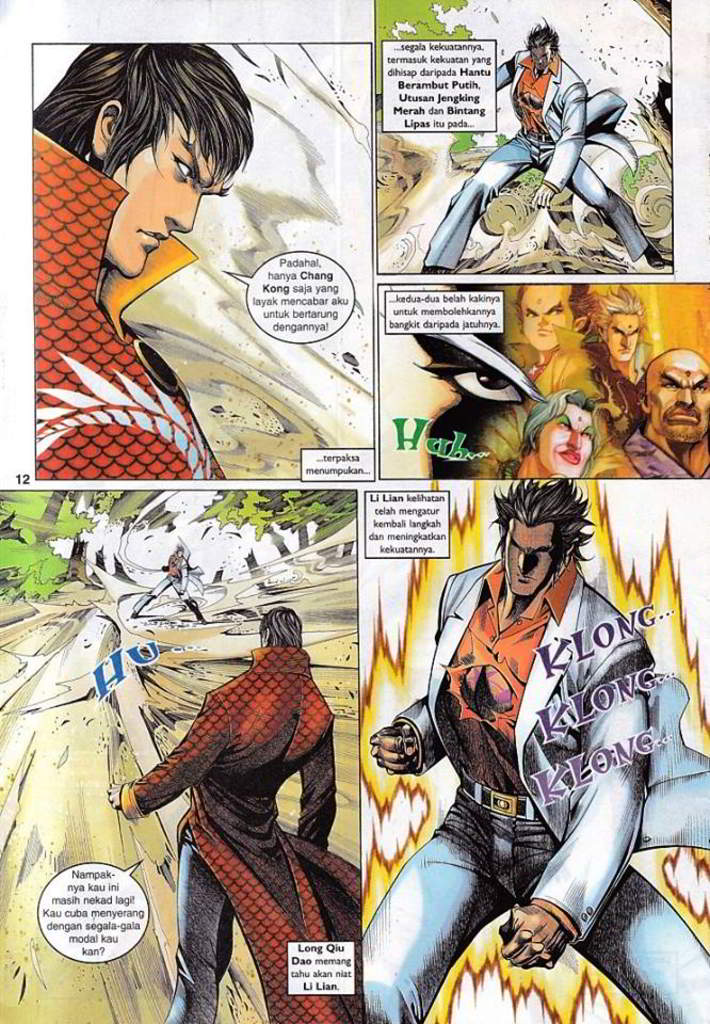 Padahal,
hanya Chang
Kong saja yang
layak mencabar aku
untuk bertarung
dengannya!
...terpaksa
menumpukan...
...segala kekuatannya,
termasuk kekuatan yang
dihisap daripada Hantu
Berambut Putih,
Utusan Jengking
Merah dan Bintang
Lipas itu pada...
...kedua-dua belah kakinya
untuk membolehkannya
bangkit daripada jatuhnya.
Huh...
12
HU...
Nampak-
nya kau ini
masih nekad lagi!
Kau cuba menyerang
dengan segala-gala
modal kau
kan?
Long Qiu
Dao memang
tahu akan niat
Li Lian.
Li Lian kelihatan
telah mengatur
kembali langkah
dan meningkatkan
kekuatannya.
KLONG...
KLONG...
KLONG...